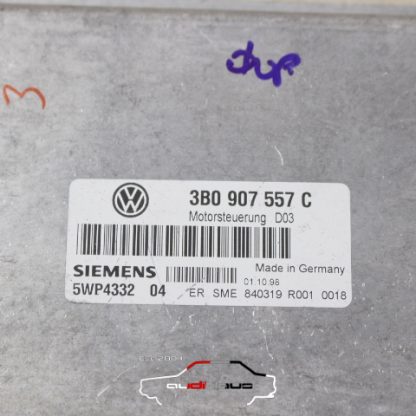 3
3B0 907 557 C
Motorsteuerung D03
SIEMENS
Made in Germany
01.10.98
5WP4332 04
ER SME 840319 R001 0018